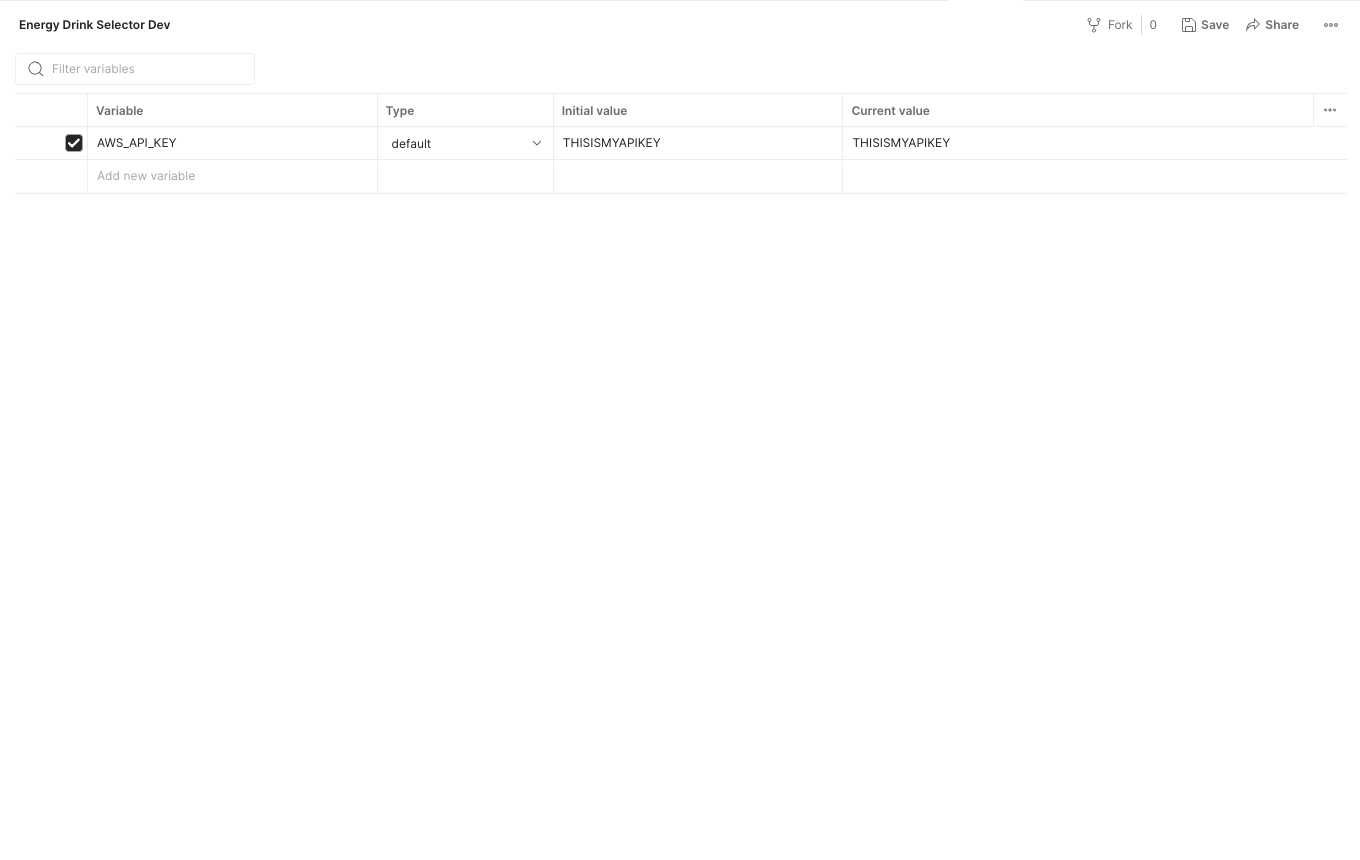 Energy Drink Selector Dev Fork 0 Save Share
Filter variables
Variable Type Initial value Current value
AWS_API_KEY default THISISMYAPIKEY THISISMYAPIKEY
Add new variable